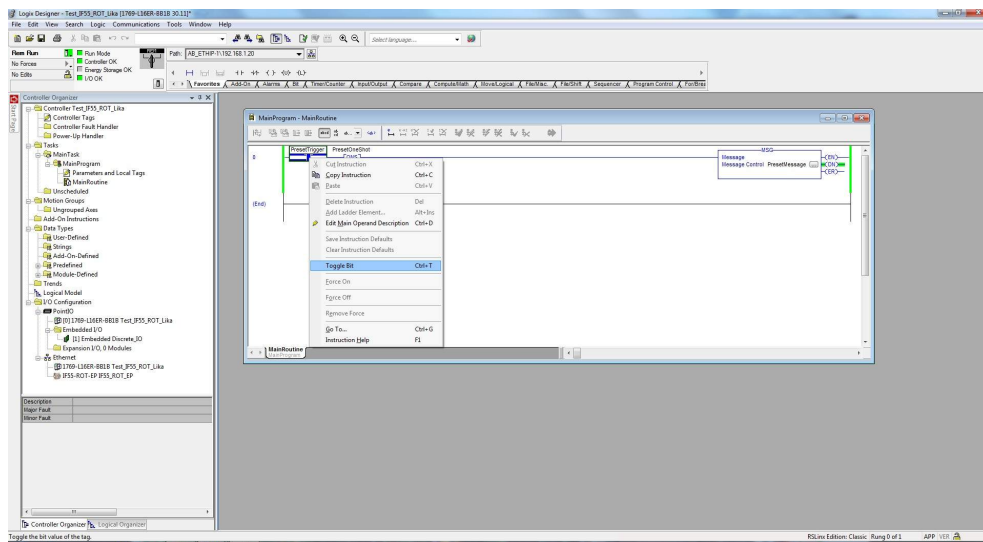 Logix Designer - Test_IF55_ROT_Lika [1769-L16ER-BB1B 30.11]*
File Edit View Search Logic Communications Tools Window Help
Select language...
Rem Run
No Forces
No Edits
Run Mode
Controller OK
Energy Storage OK
I/O OK
Path: AB_ETHIP-1\192.168.1.20
Favorites Add-On Alarms Bit Timer/Counter Input/Output Compare Compute/Math Move/Logical File/Misc. File/Shift Sequencer Program Control For/Brea
Start Page
Controller Organizer
Controller Test_IF55_ROT_Lika
Controller Tags
Controller Fault Handler
Power-Up Handler
Tasks
MainTask
MainProgram
Parameters and Local Tags
MainRoutine
Unscheduled
Motion Groups
Ungrouped Axes
Add-On Instructions
Data Types
User-Defined
Strings
Add-On-Defined
Predefined
Module-Defined
Trends
Logical Model
I/O Configuration
PointIO
[0] 1769-L16ER-BB1B Test_IF55_ROT_Lika
Embedded I/O
[1] Embedded Discrete_IO
Expansion I/O, 0 Modules
Ethernet
1769-L16ER-BB1B Test_IF55_ROT_Lika
IF55-ROT-EP IF55_ROT_EP
Description
Major Fault
Minor Fault
Controller Organizer Logical Organizer
MainProgram - MainRoutine
PresetTrigger PresetOneShot
0
ONS
MSG
Message
Message Control PresetMessage ...
(EN)
(DN)
(ER)
(End)
Cut Instruction Ctrl+X
Copy Instruction Ctrl+C
Paste Ctrl+V
Delete Instruction Del
Add Ladder Element... Alt+Ins
Edit Main Operand Description Ctrl+D
Save Instruction Defaults
Clear Instruction Defaults
Toggle Bit Ctrl+T
Force On
Force Off
Remove Force
Go To... Ctrl+G
Instruction Help F1
MainRoutine
MainProgram
Toggle the bit value of the tag.
RSLinx Edition: Classic Rung 0 of 1 APP VER